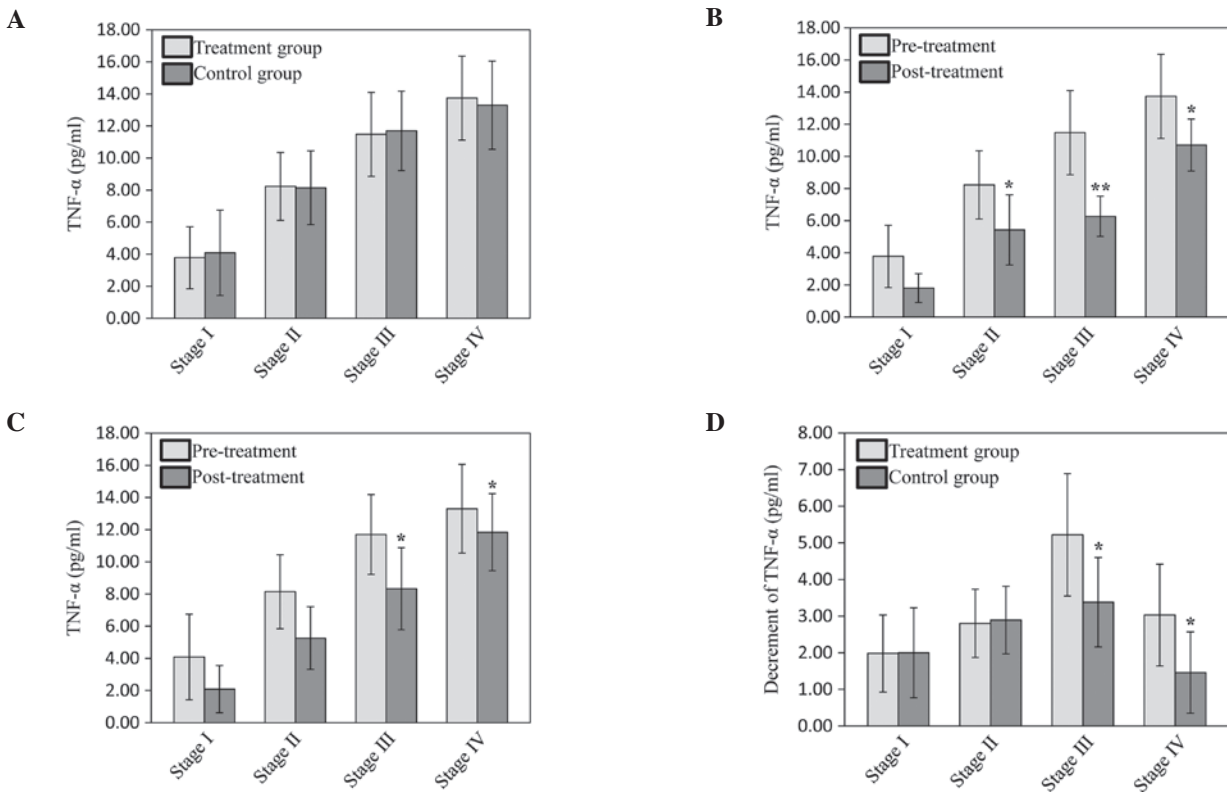 A
18.00
16.00
14.00
12.00
10.00
8.00
6.00
4.00
2.00
0.00
TNF-α (pg/ml)
Treatment group
Control group
Stage I
Stage II
Stage III
Stage IV
B
18.00
16.00
14.00
12.00
10.00
8.00
6.00
4.00
2.00
0.00
TNF-α (pg/ml)
Pre-treatment
Post-treatment
*
**
*
Stage I
Stage II
Stage III
Stage IV
C
18.00
16.00
14.00
12.00
10.00
8.00
6.00
4.00
2.00
0.00
TNF-α (pg/ml)
Pre-treatment
Post-treatment
*
*
Stage I
Stage II
Stage III
Stage IV
D
8.00
7.00
6.00
5.00
4.00
3.00
2.00
1.00
0.00
Decrement of TNF-α (pg/ml)
Treatment group
Control group
*
*
Stage I
Stage II
Stage III
Stage IV